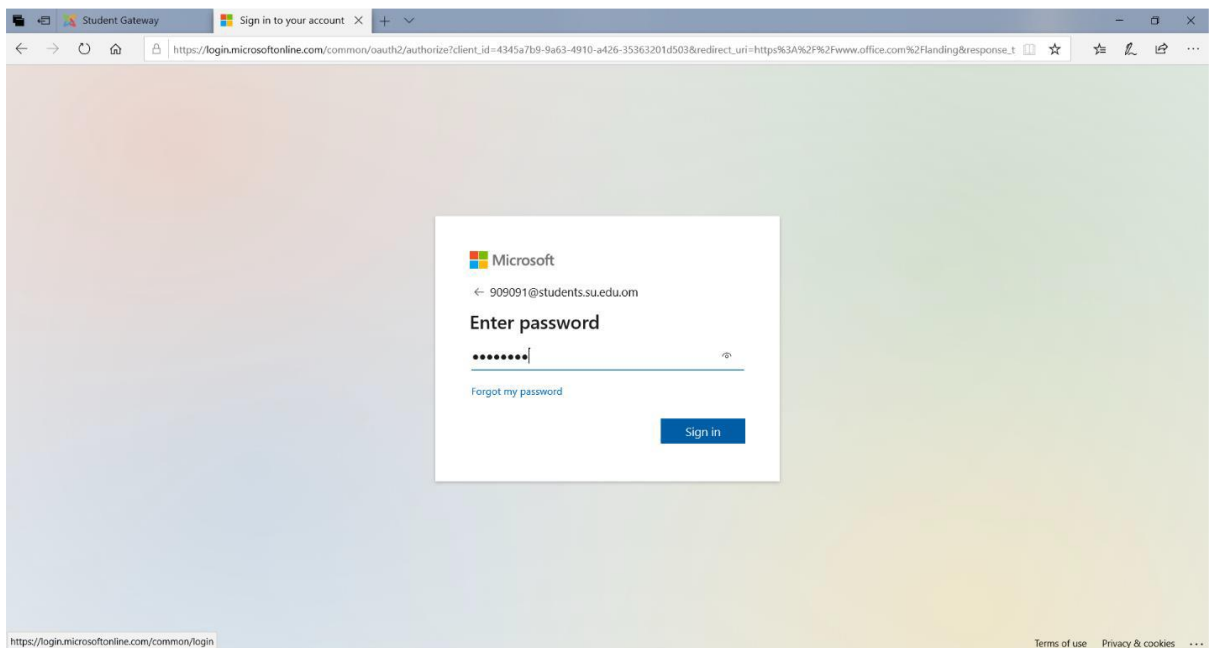 Student Gateway
Sign in to your account
https://login.microsoftonline.com/common/oauth2/authorize?client_id=4345a7b9-9a63-4910-a426-35363201d503&redirect_uri=https%3A%2F%2Fwww.office.com%2Flanding&response_t
Microsoft
909091@students.su.edu.om
Enter password
Forgot my password
Sign in
https://login.microsoftonline.com/common/login
Terms of use Privacy & cookies ...